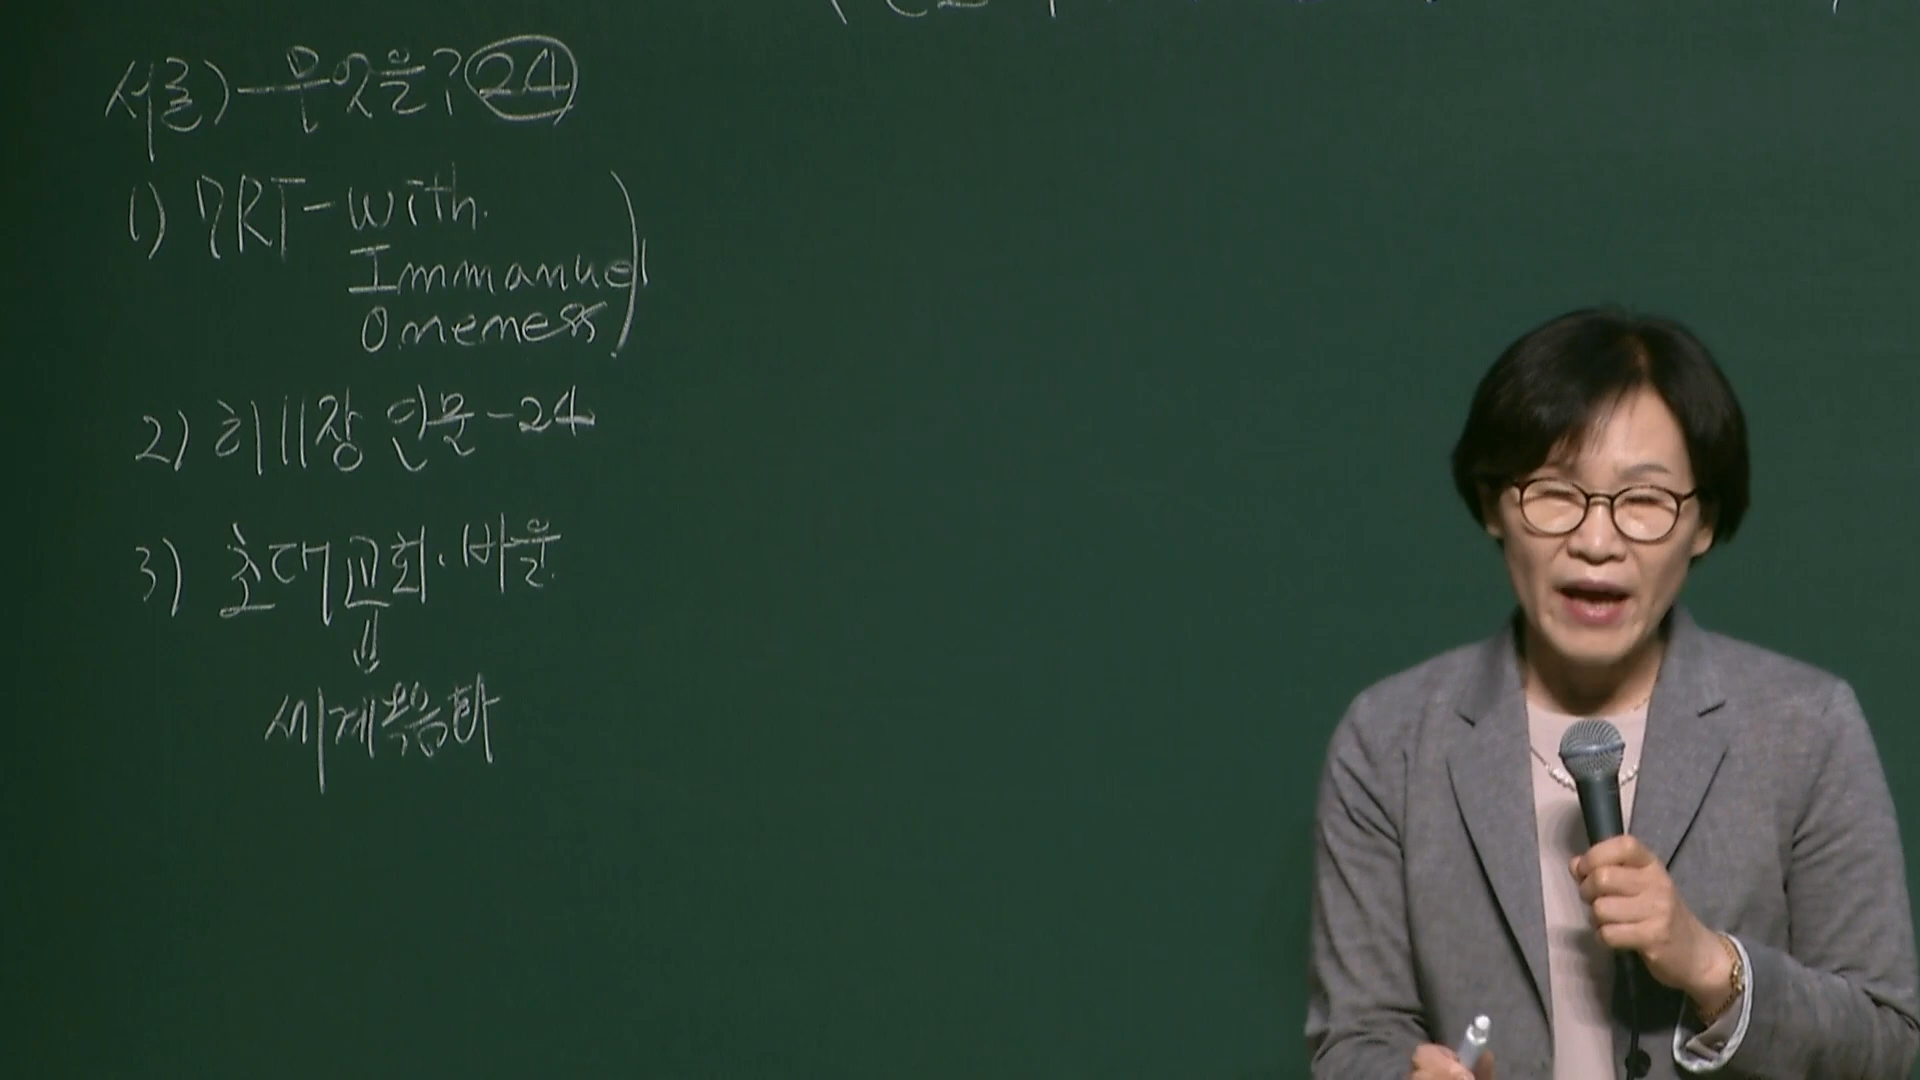 서론) - 무엇을? 24
1) 7RT - with.
Immanuel
Oneness
2) 히11장 인물 - 24
3) 초대교회. 바울.
세계복음화